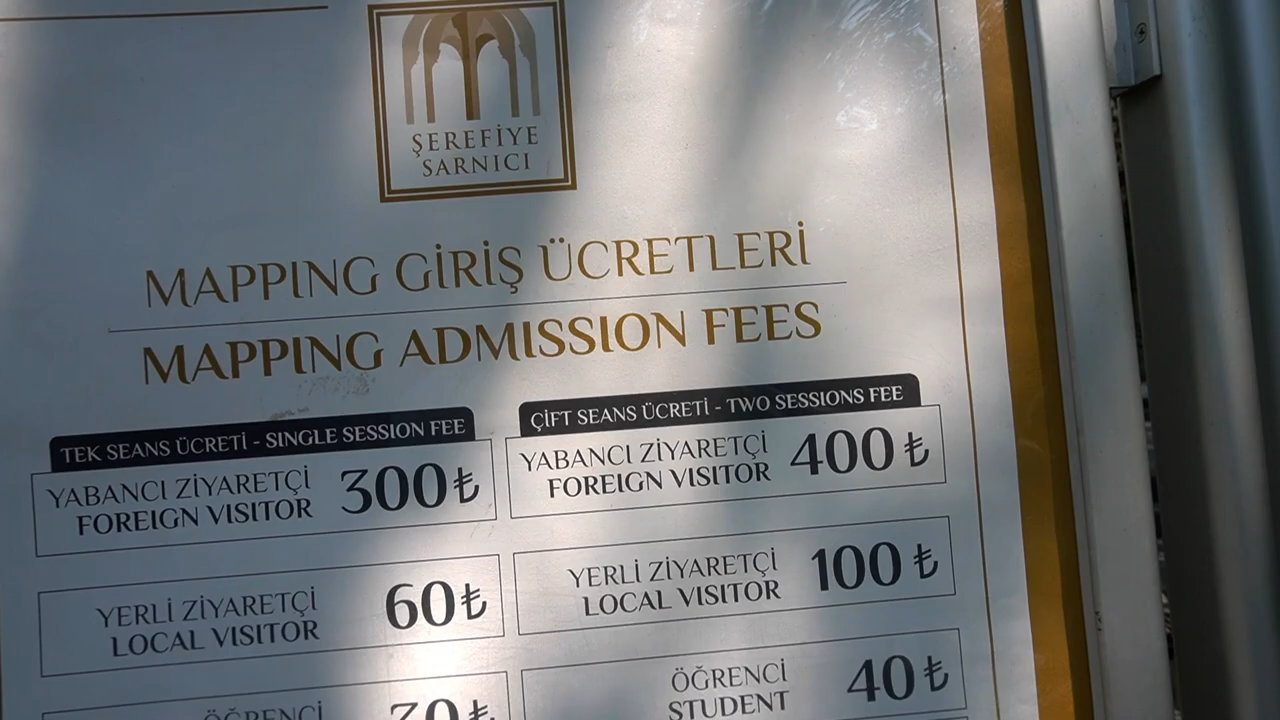 ŞEREFİYE
SARNICI
MAPPING GİRİŞ ÜCRETLERİ
MAPPING ADMISSION FEES
TEK SEANS ÜCRETİ - SINGLE SESSION FEE
YABANCI ZİYARETÇİ
FOREIGN VISITOR
300 ₺
YERLİ ZİYARETÇİ
LOCAL VISITOR
60 ₺
ÖĞRENCİ
ÇİFT SEANS ÜCRETİ - TWO SESSIONS FEE
YABANCI ZİYARETÇİ
FOREIGN VISITOR
400 ₺
YERLİ ZİYARETÇİ
LOCAL VISITOR
100 ₺
ÖĞRENCİ
STUDENT
40 ₺